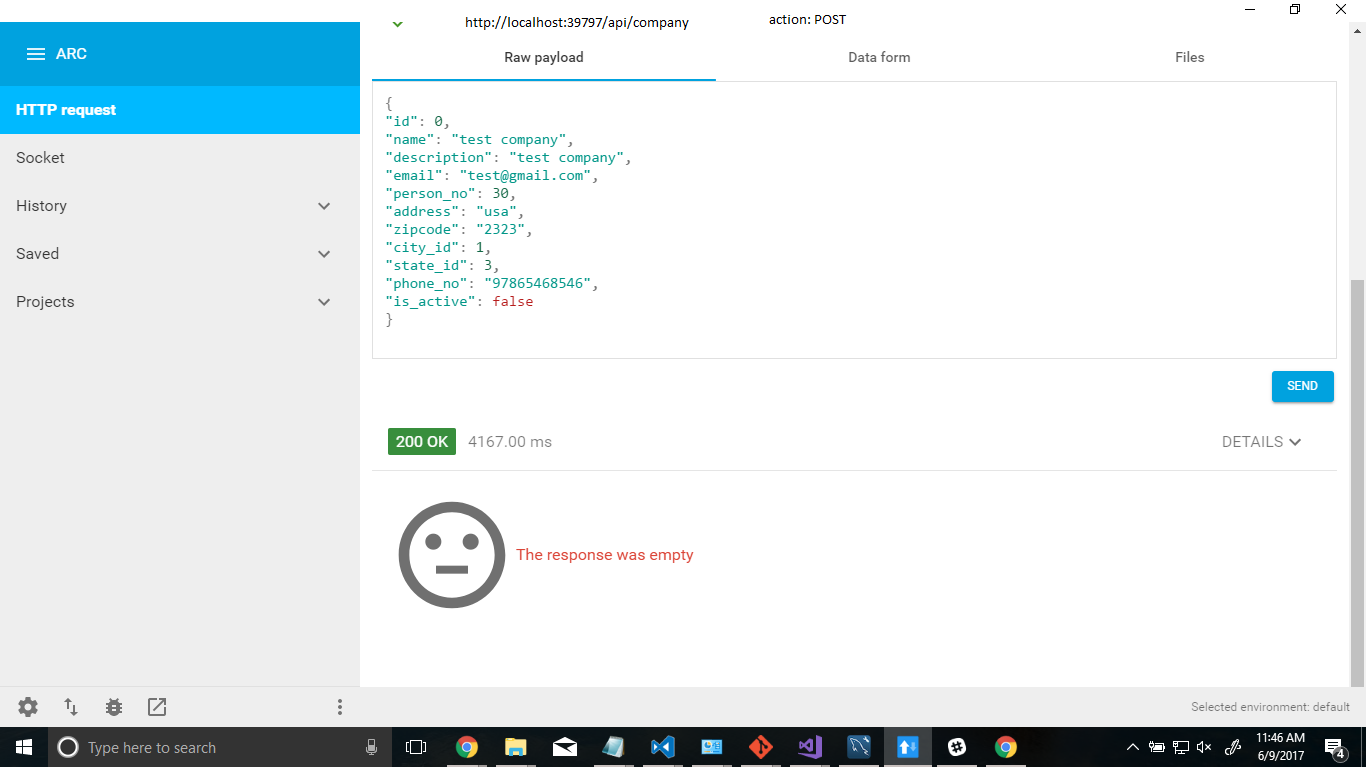 http://localhost:39797/api/company
action: POST
ARC
Raw payload
Data form
Files
HTTP request
Socket
History
Saved
Projects
{
"id": 0,
"name": "test company",
"description": "test company",
"email": "test@gmail.com",
"person_no": 30,
"address": "usa",
"zipcode": "2323",
"city_id": 1,
"state_id": 3,
"phone_no": "97865468546",
"is_active": false
}
SEND
200 OK
4167.00 ms
DETAILS
The response was empty
Selected environment: default
Type here to search
11:46 AM
6/9/2017
4